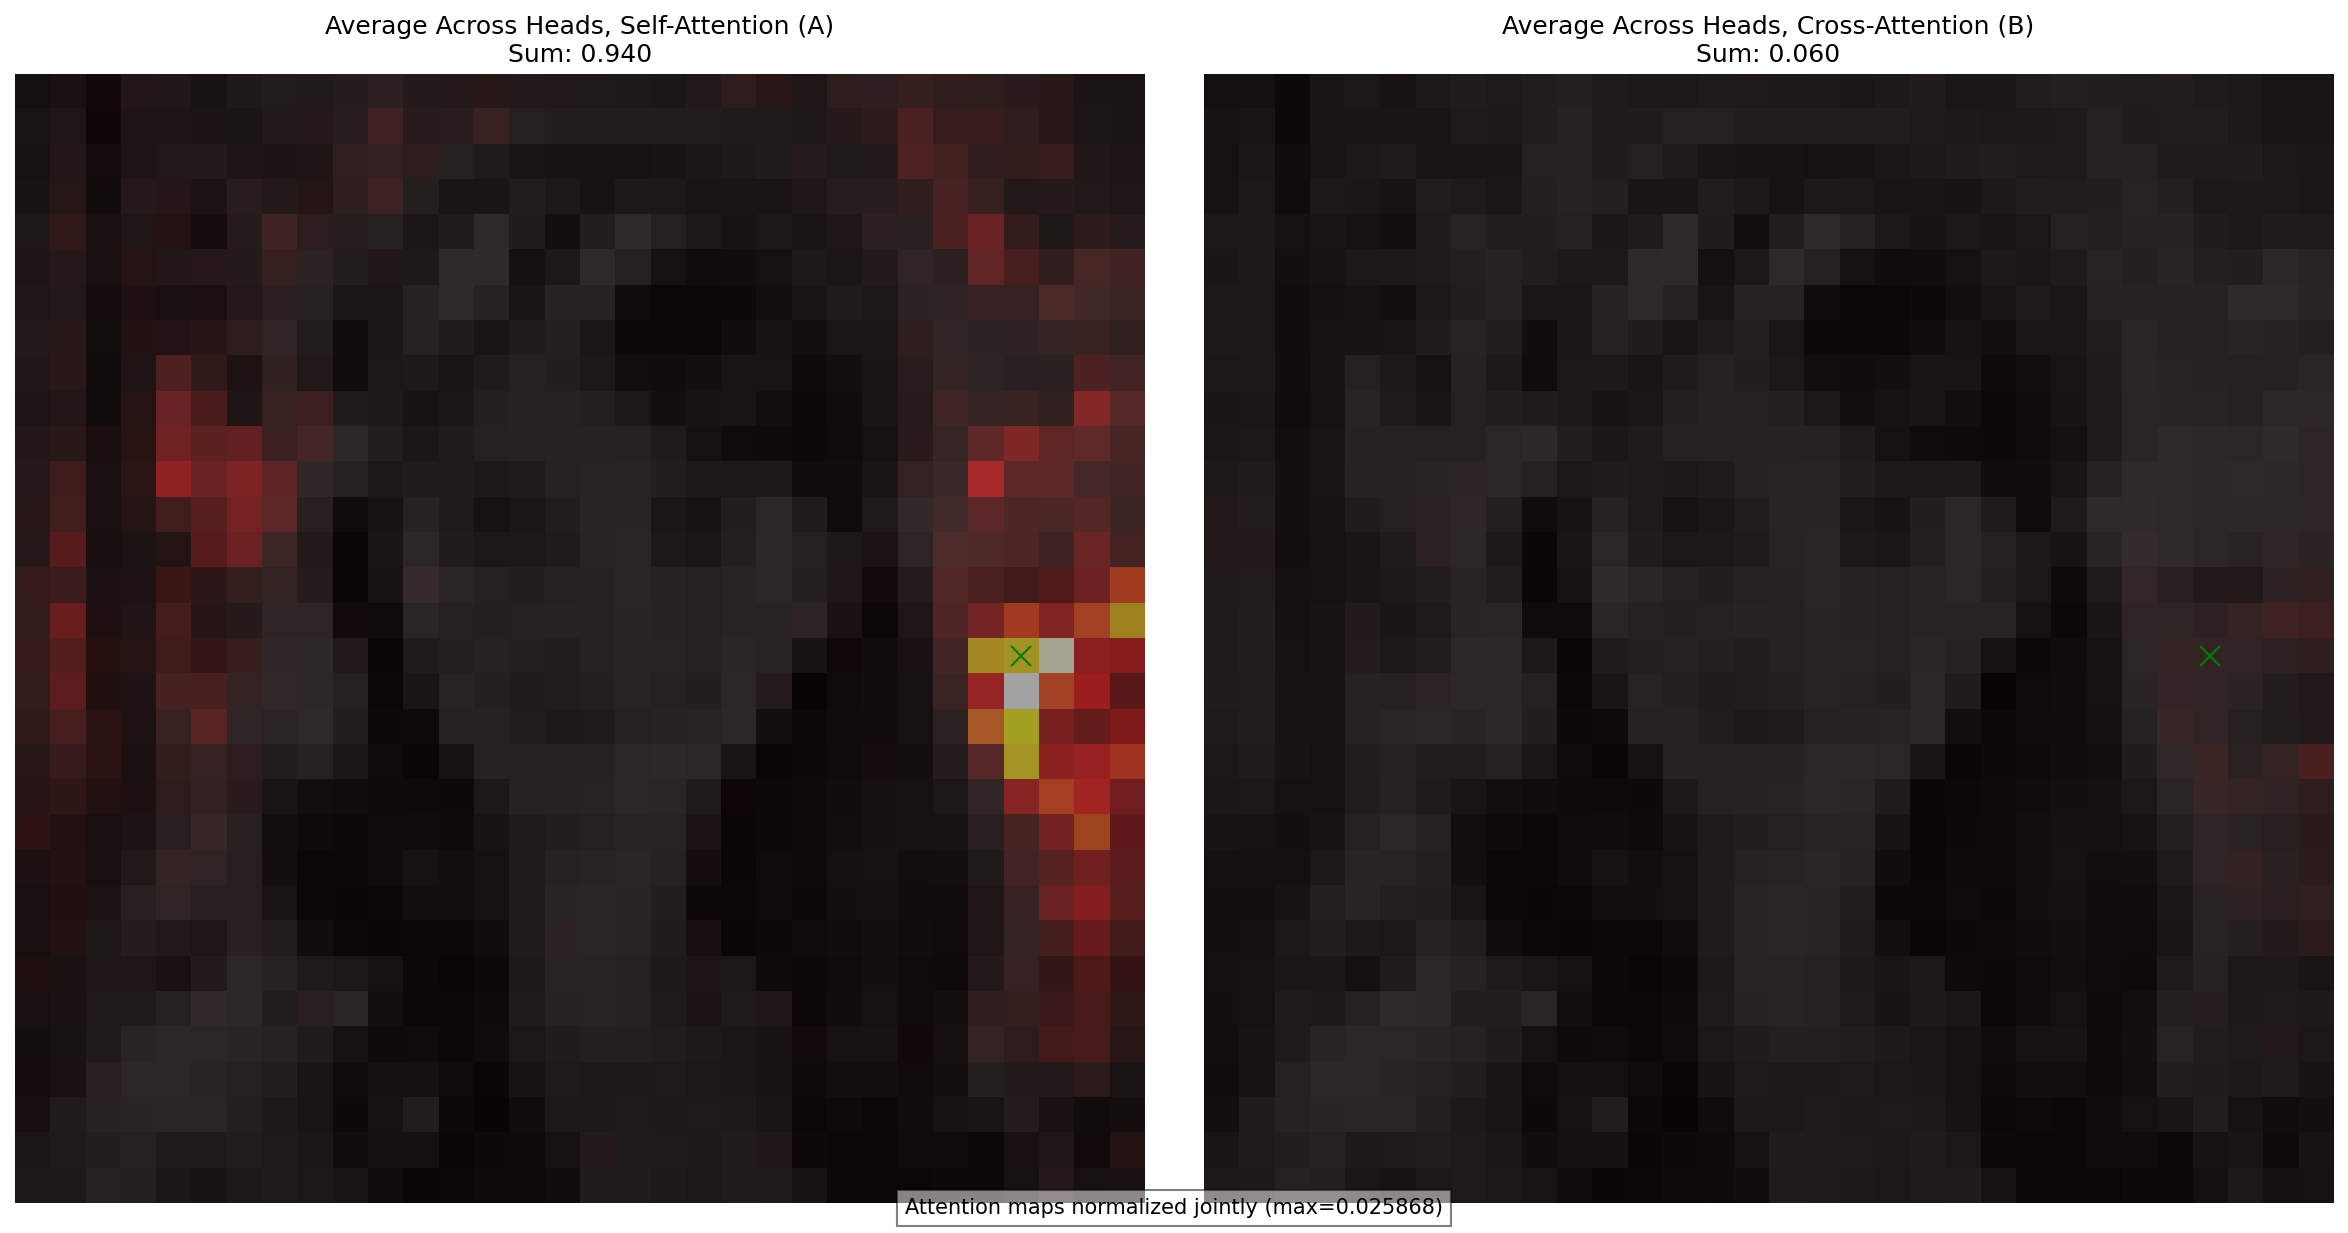 Average Across Heads, Self-Attention (A)
Sum: 0.940
Average Across Heads, Cross-Attention (B)
Sum: 0.060
Attention maps normalized jointly (max=0.025868)